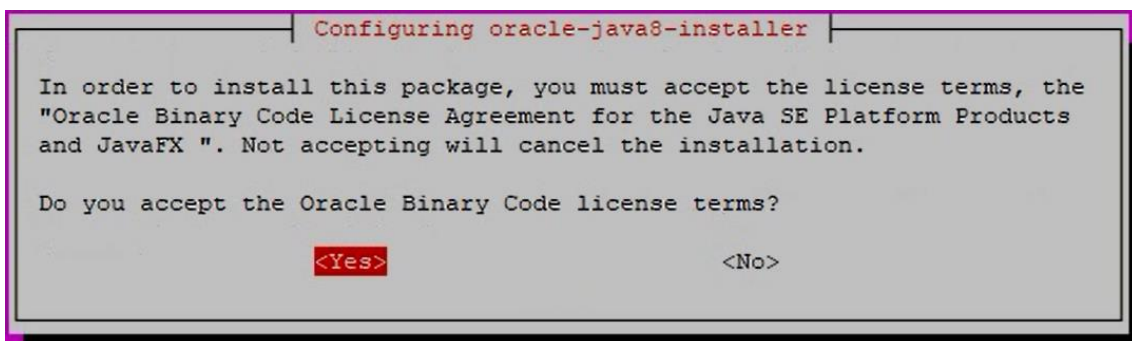 Configuring oracle-java8-installer
In order to install this package, you must accept the license terms, the
"Oracle Binary Code License Agreement for the Java SE Platform Products
and JavaFX ". Not accepting will cancel the installation.
Do you accept the Oracle Binary Code license terms?
<Yes> <No>